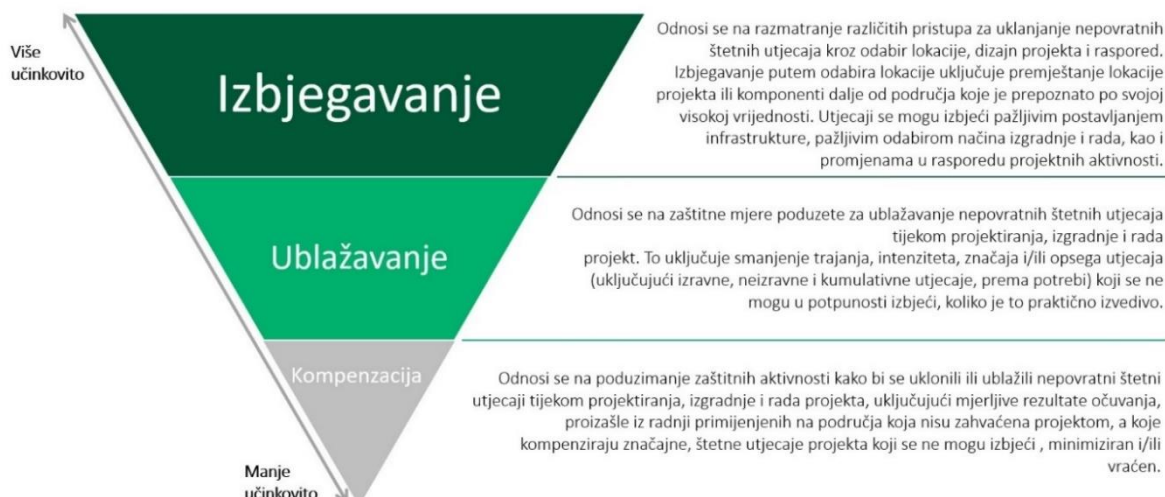 Više
učinkovito
Izbjegavanje
Odnosi se na razmatranje različitih pristupa za uklanjanje nepovratnih
štetnih utjecaja kroz odabir lokacije, dizajn projekta i raspored.
Izbjegavanje putem odabira lokacije uključuje premještanje lokacije
projekta ili komponenti dalje od područja koje je prepoznato po svojoj
visokoj vrijednosti. Utjecaji se mogu izbjeći pažljivim postavljanjem
infrastrukture, pažljivim odabirom načina izgradnje i rada, kao i
promjenama u rasporedu projektnih aktivnosti.
Ublažavanje
Odnosi se na zaštitne mjere poduzete za ublažavanje nepovratnih štetnih utjecaja
tijekom projektiranja, izgradnje i rada
projekt. To uključuje smanjenje trajanja, intenziteta, značaja i/ili opsega utjecaja
(uključujući izravne, neizravne i kumulativne utjecaje, prema potrebi) koji se ne
mogu u potpunosti izbjeći, koliko je to praktično izvedivo.
Kompenzacija
Odnosi se na poduzimanje zaštitnih aktivnosti kako bi se uklonili ili ublažili nepovratni štetni
utjecaji tijekom projektiranja, izgradnje i rada projekta, uključujući mjerljive rezultate očuvanja,
proizašle iz radnji primijenjenih na područja koja nisu zahvaćena projektom, a koje
kompenziraju značajne, štetne utjecaje projekta koji se ne mogu izbjeći , minimiziran i/ili
vraćen.
Manje
učinkovito